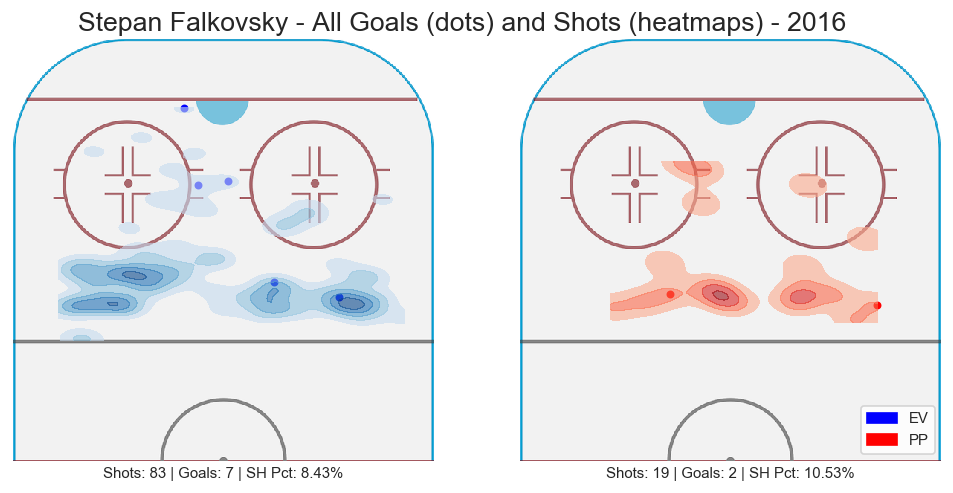 Stepan Falkovsky - All Goals (dots) and Shots (heatmaps) - 2016
EV
PP
Shots: 83 | Goals: 7 | SH Pct: 8.43%
Shots: 19 | Goals: 2 | SH Pct: 10.53%